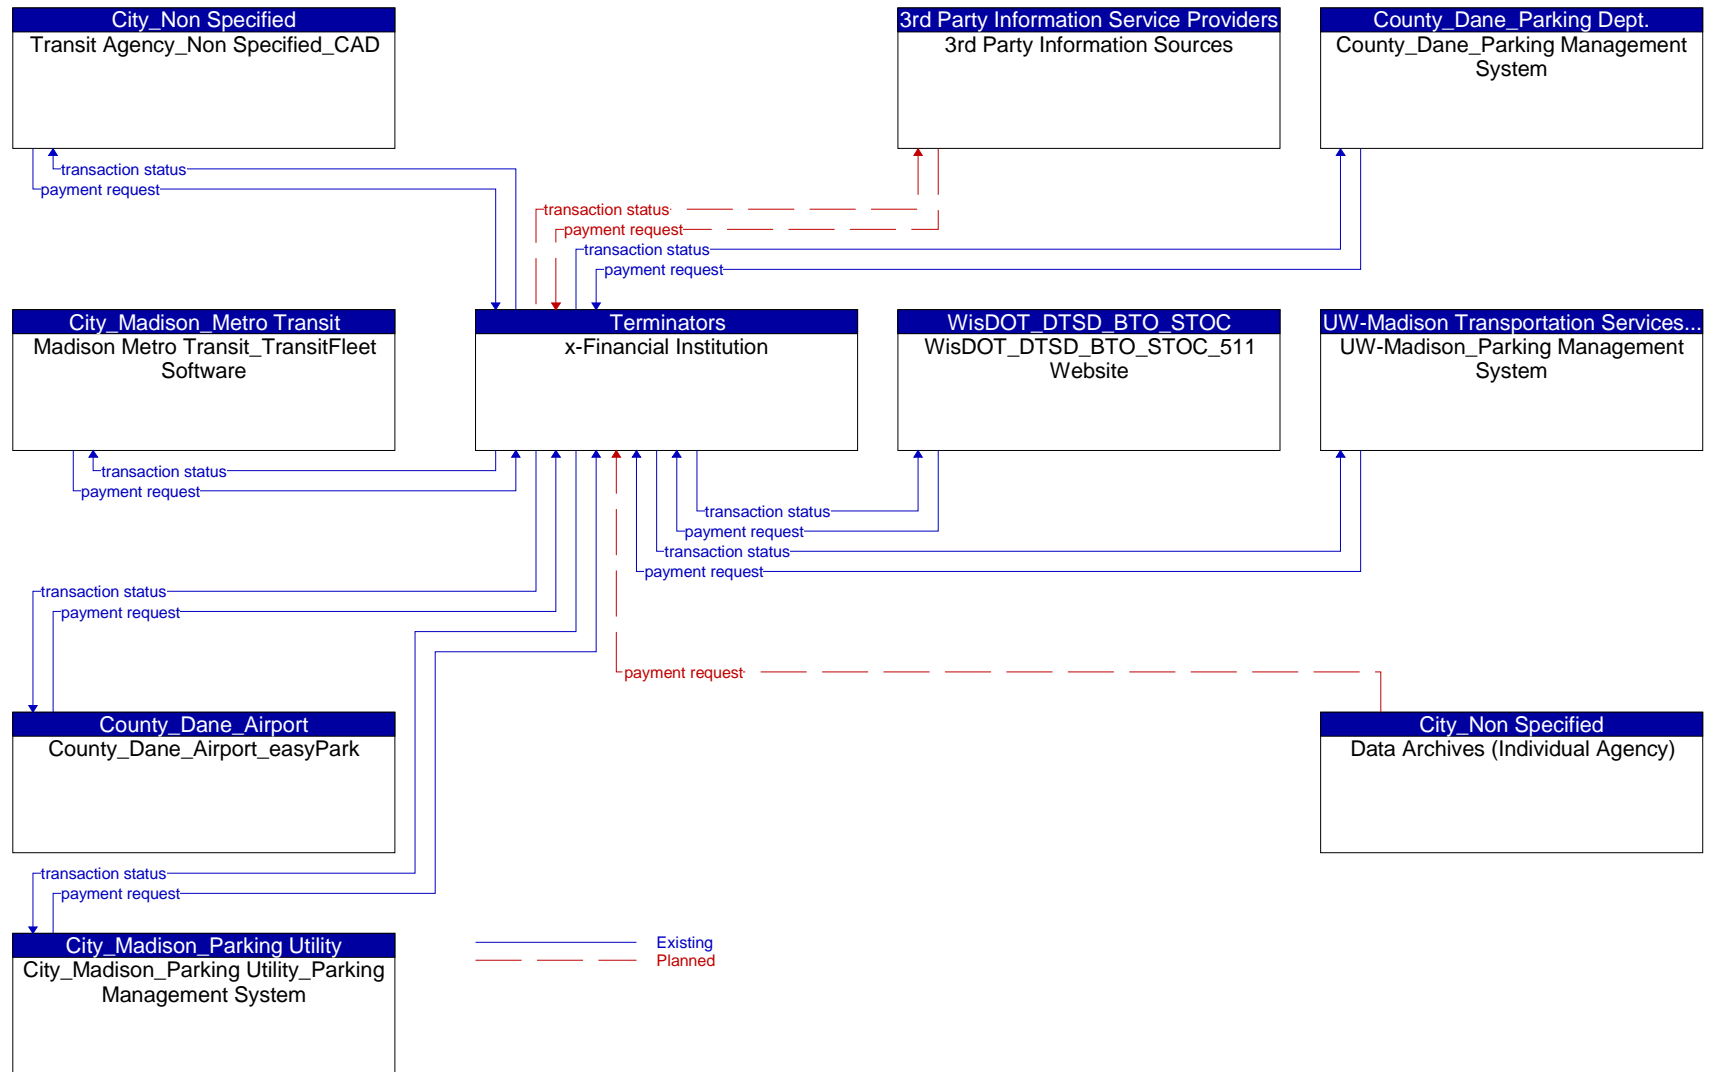 City_Non Specified
Transit Agency_Non Specified_CAD
3rd Party Information Service Providers
3rd Party Information Sources
County_Dane_Parking Dept.
County_Dane_Parking Management
System
transaction status
payment request
transaction status
payment request
transaction status
payment request
City_Madison_Metro Transit
Madison Metro Transit_TransitFleet
Software
Terminators
x-Financial Institution
WisDOT_DTSD_BTO_STOC
WisDOT_DTSD_BTO_STOC_511
Website
UW-Madison Transportation Services...
UW-Madison_Parking Management
System
transaction status
payment request
transaction status
payment request
transaction status
payment request
transaction status
payment request
payment request
County_Dane_Airport
County_Dane_Airport_easyPark
City_Non Specified
Data Archives (Individual Agency)
transaction status
payment request
City_Madison_Parking Utility
City_Madison_Parking Utility_Parking
Management System
Existing
Planned